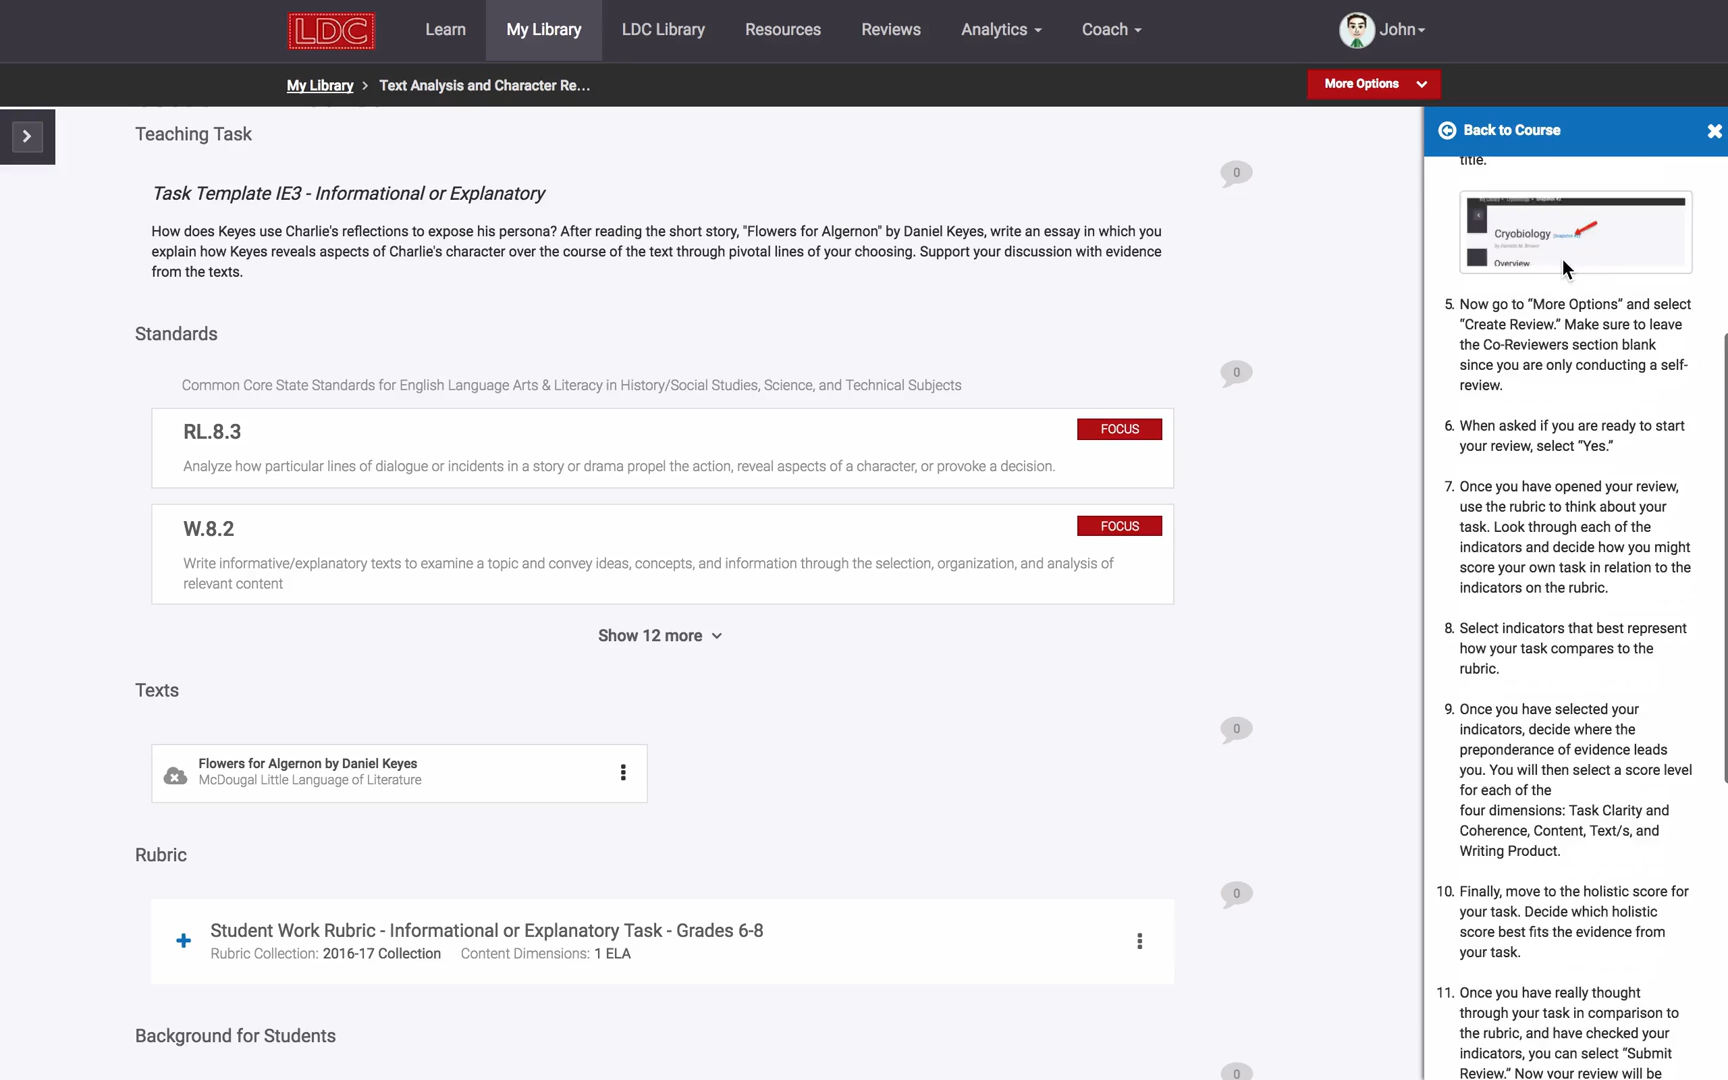 LDC
Learn
My Library
LDC Library
Resources
Reviews
Analytics
Coach
John
My Library > Text Analysis and Character Re...
More Options
Teaching Task
0
Task Template IE3 - Informational or Explanatory
How does Keyes use Charlie's reflections to expose his persona? After reading the short story, "Flowers for Algernon" by Daniel Keyes, write an essay in which you
explain how Keyes reveals aspects of Charlie's character over the course of the text through pivotal lines of your choosing. Support your discussion with evidence
from the texts.
Standards
0
Common Core State Standards for English Language Arts & Literacy in History/Social Studies, Science, and Technical Subjects
RL.8.3
FOCUS
Analyze how particular lines of dialogue or incidents in a story or drama propel the action, reveal aspects of a character, or provoke a decision.
W.8.2
FOCUS
Write informative/explanatory texts to examine a topic and convey ideas, concepts, and information through the selection, organization, and analysis of
relevant content
Show 12 more
Texts
0
Flowers for Algernon by Daniel Keyes
McDougal Little Language of Literature
Rubric
0
Student Work Rubric - Informational or Explanatory Task - Grades 6-8
Rubric Collection: 2016-17 Collection Content Dimensions: 1 ELA
Background for Students
0
Back to Course
title.
Cryobiology
Overview
5. Now go to “More Options” and select
“Create Review.” Make sure to leave
the Co-Reviewers section blank
since you are only conducting a self-
review.
6. When asked if you are ready to start
your review, select “Yes.”
7. Once you have opened your review,
use the rubric to think about your
task. Look through each of the
indicators and decide how you might
score your own task in relation to the
indicators on the rubric.
8. Select indicators that best represent
how your task compares to the
rubric.
9. Once you have selected your
indicators, decide where the
preponderance of evidence leads
you. You will then select a score level
for each of the
four dimensions: Task Clarity and
Coherence, Content, Text/s, and
Writing Product.
10. Finally, move to the holistic score for
your task. Decide which holistic
score best fits the evidence from
your task.
11. Once you have really thought
through your task in comparison to
the rubric, and have checked your
indicators, you can select “Submit
Review.” Now your review will be